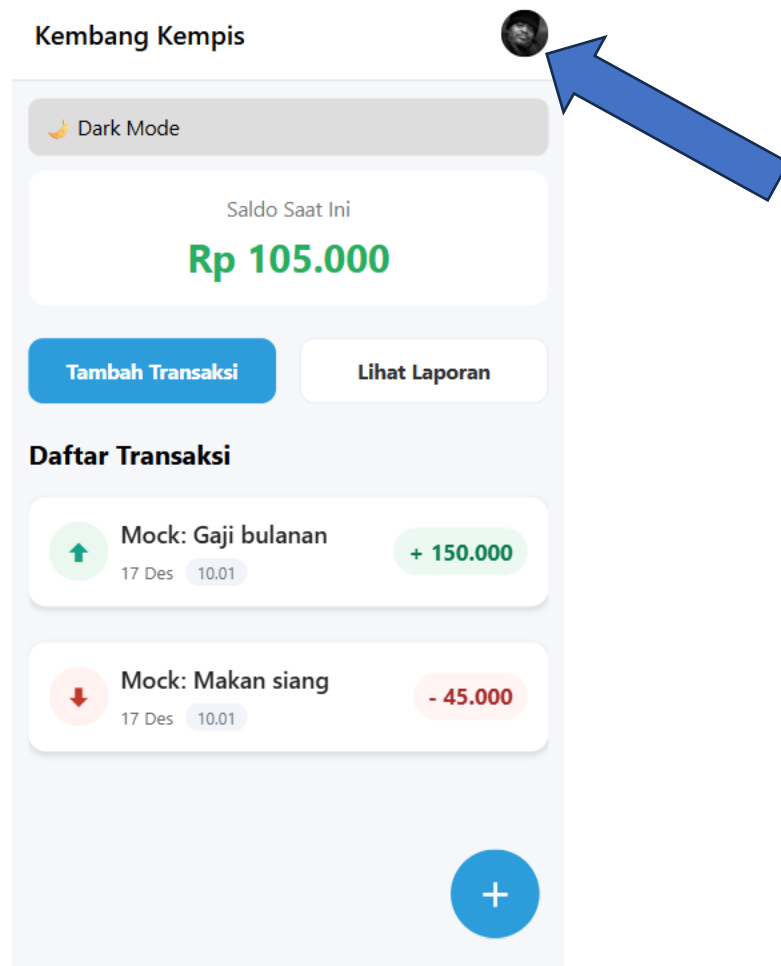 Kembang Kempis
🌙 Dark Mode
Saldo Saat Ini
Rp 105.000
Tambah Transaksi
Lihat Laporan
Daftar Transaksi
Mock: Gaji bulanan
17 Des 10.01
+ 150.000
Mock: Makan siang
17 Des 10.01
- 45.000
+